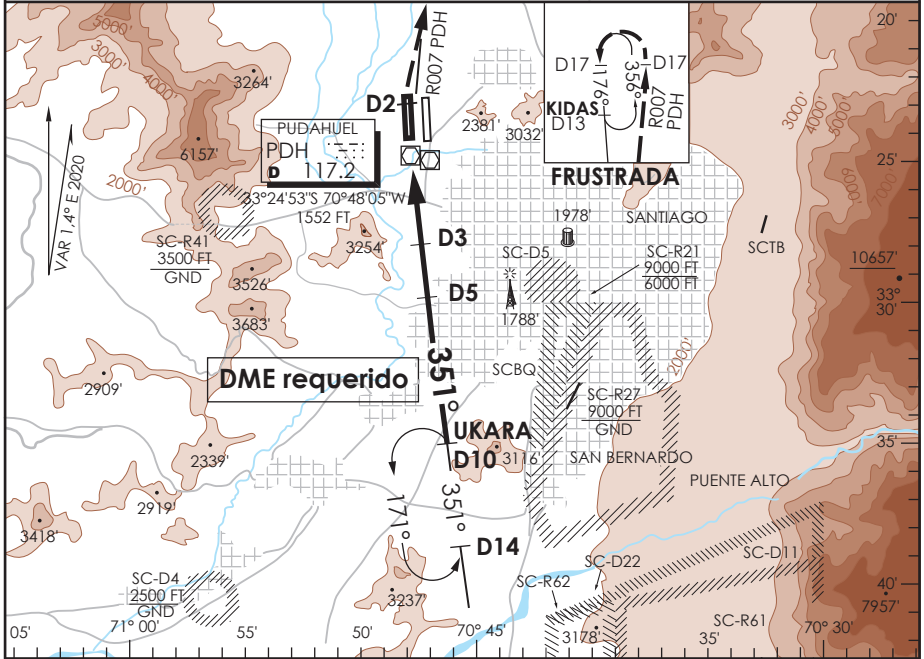 20'
5000'
3000'
4000'
3264'
R007 PDH
D17
D17
176°
356°
KIDAS
D13
R007
PDH
3000'
4000'
5000'
6000'
7000'
D2
PUDAHUEL
PDH
D 117.2
33°24'53"S 70°48'05"W
1552 FT
2381'
3032'
6157'
25'
FRUSTRADA
VAR 1,4° E 2020
2000'
1978'
SANTIAGO
SCTB
SC-R41
3500 FT
GND
3254'
D3
SC-D5
SC-R21
9000 FT
6000 FT
10657'
33°
30'
3526'
D5
3683'
1788'
2000'
351°
DME requerido
SCBQ
2909'
SC-R27
9000 FT
GND
UKARA
D10
3116'
35'
SAN BERNARDO
2339'
PUENTE ALTO
2919'
351°
171°
3418'
D14
SC-D11
SC-D22
SC-R62
SC-D4
2500 FT
GND
3237'
40'
7957'
SC-R61
3178'
05'
71° 00'
55'
50'
70° 45'
35'
70° 30'